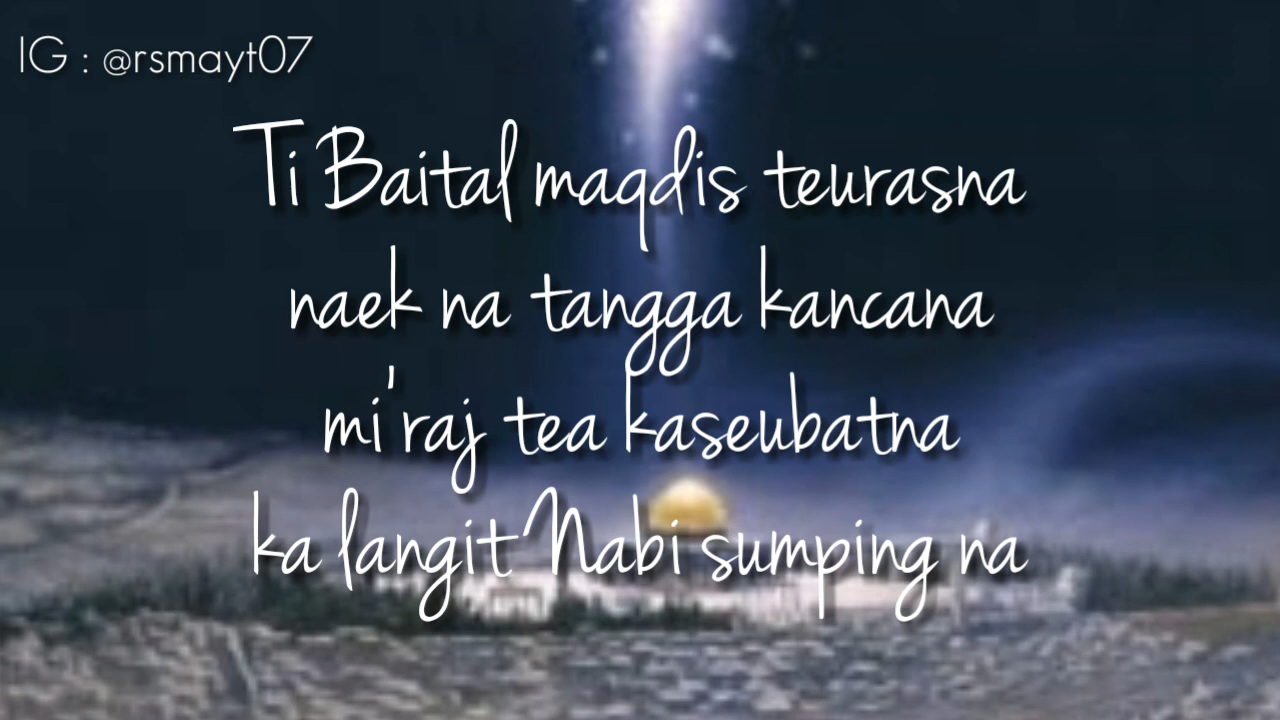 IG : @rsmayt07
Ti Baital maqdis teurasna
naek na tangga kancana
mi'raj tea kaseubatna
ka langit Nabi sumping na